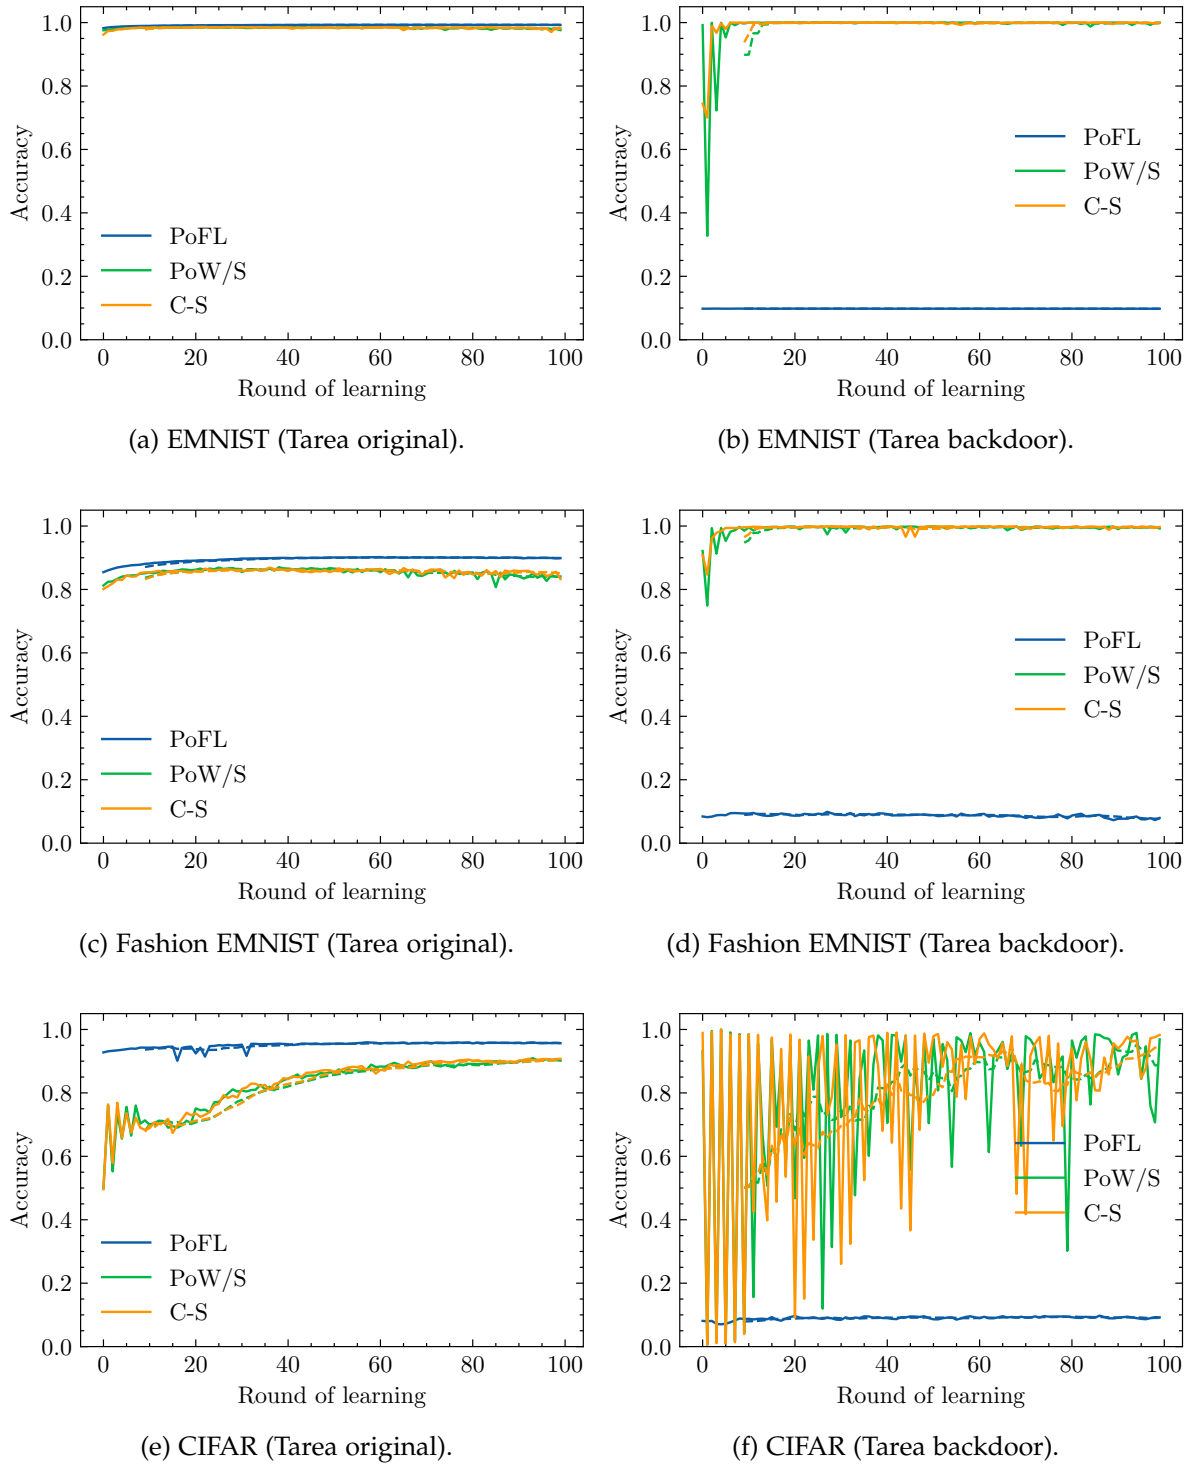 1.0
0.8
0.6
0.4
0.2
0.0
Accuracy
PoFL
PoW/S
C-S
0 20 40 60 80 100
Round of learning
(a) EMNIST (Tarea original).
1.0
0.8
0.6
0.4
0.2
0.0
Accuracy
PoFL
PoW/S
C-S
0 20 40 60 80 100
Round of learning
(b) EMNIST (Tarea backdoor).
1.0
0.8
0.6
0.4
0.2
0.0
Accuracy
PoFL
PoW/S
C-S
0 20 40 60 80 100
Round of learning
(c) Fashion EMNIST (Tarea original).
1.0
0.8
0.6
0.4
0.2
0.0
Accuracy
PoFL
PoW/S
C-S
0 20 40 60 80 100
Round of learning
(d) Fashion EMNIST (Tarea backdoor).
1.0
0.8
0.6
0.4
0.2
0.0
Accuracy
PoFL
PoW/S
C-S
0 20 40 60 80 100
Round of learning
(e) CIFAR (Tarea original).
1.0
0.8
0.6
0.4
0.2
0.0
Accuracy
PoFL
PoW/S
C-S
0 20 40 60 80 100
Round of learning
(f) CIFAR (Tarea backdoor).